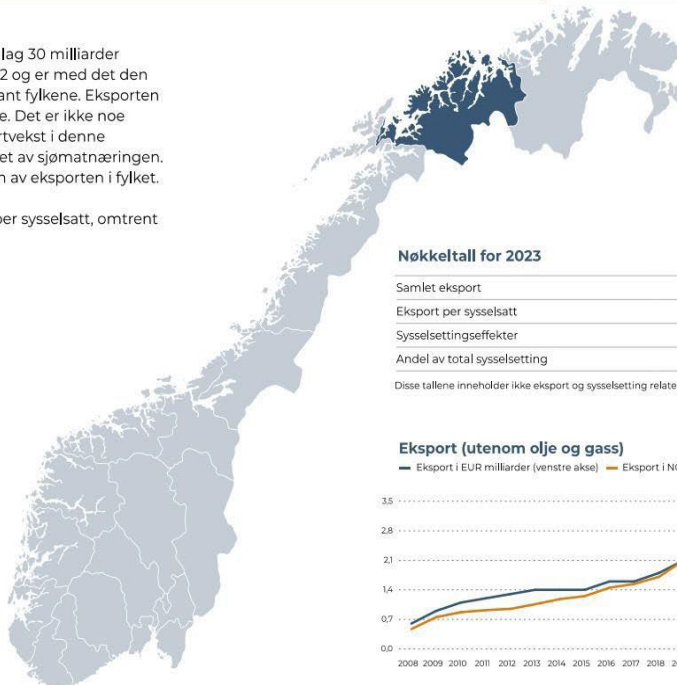 lag 30 milliarder
2 og er med det den
ant fylkene. Eksporten
e. Det er ikke noe
rtvekst i denne
et av sjømatnæringen.
n av eksporten i fylket.
per sysselsatt, omtrent
Nøkkeltall for 2023
Samlet eksport
Eksport per sysselsatt
Sysselsettingseffekter
Andel av total sysselsetting
Disse tallene inneholder ikke eksport og sysselsetting relate
Eksport (utenom olje og gass)
Eksport i EUR milliarder (venstre akse) Eksport i NO
3,5
2,8
2,1
1,4
0,7
0,0
2008 2009 2010 2011 2012 2013 2014 2015 2016 2017 2018 2